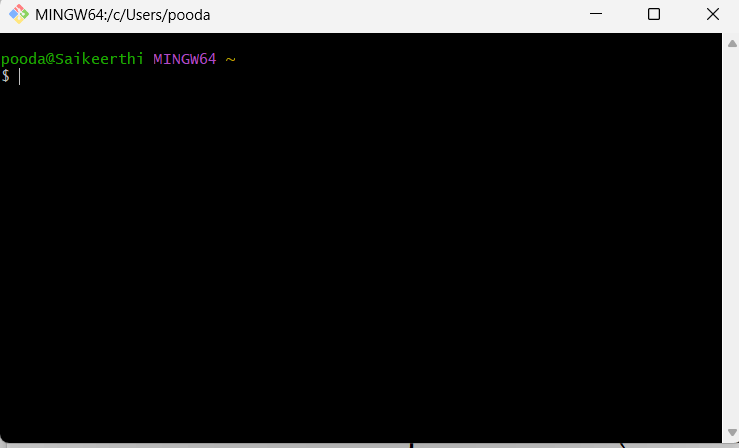 MINGW64:/c/Users/pooda
pooda@Saikeerthi MINGW64 ~
$